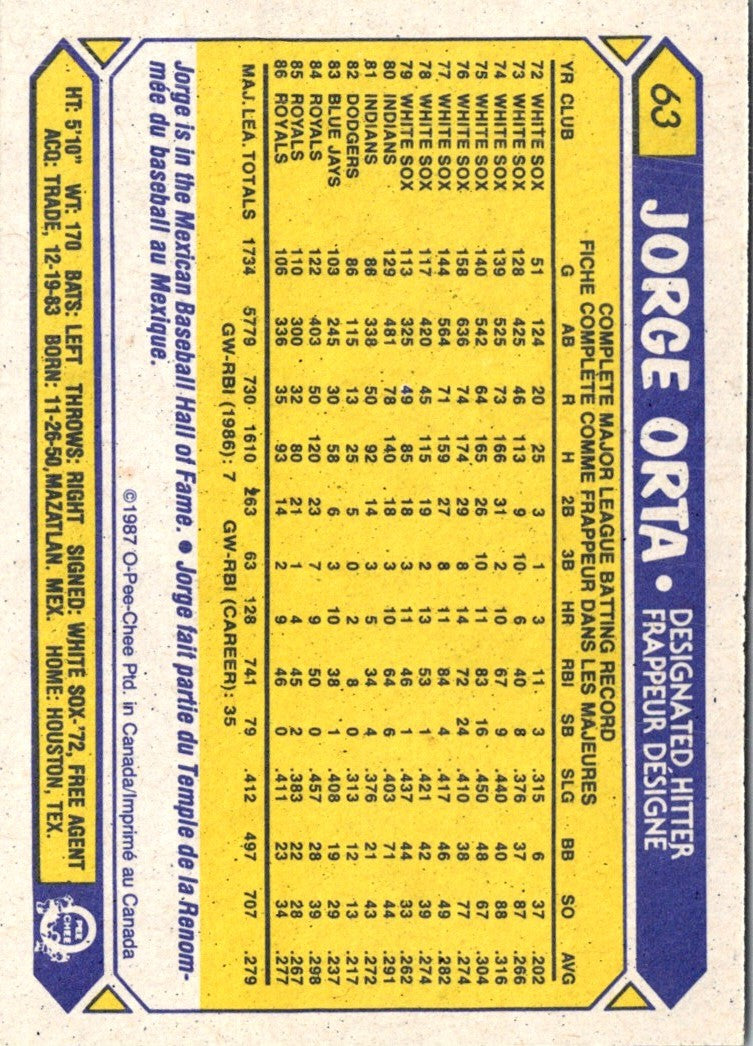 63
JORGE ORTA • DESIGNATED HITTER
FRAPPEUR DÉSIGNÉ
COMPLETE MAJOR LEAGUE BATTING RECORD
FICHE COMPLÈTE COMME FRAPPEUR DANS LES MAJEURES
YR CLUB G AB R H 2B 3B HR RBI SB SLG BB SO AVG
72 WHITE SOX 51 124 20 25 3 1 3 11 3 .315 6 37 .202
73 WHITE SOX 128 425 46 113 9 10 6 40 8 .376 37 87 .266
74 WHITE SOX 139 525 73 166 31 2 10 67 9 .440 40 88 .316
75 WHITE SOX 140 542 64 165 26 10 11 83 16 .450 48 67 .304
76 WHITE SOX 158 636 74 174 29 8 14 72 24 .410 38 77 .274
77 WHITE SOX 144 564 71 159 27 8 11 84 4 .417 46 49 .282
78 WHITE SOX 117 420 45 115 19 2 13 53 1 .421 42 39 .274
79 WHITE SOX 113 325 49 85 18 3 11 46 1 .437 44 33 .262
80 INDIANS 129 481 78 140 18 3 10 64 6 .403 71 44 .291
81 INDIANS 86 338 50 92 14 3 5 34 4 .376 21 43 .272
82 DODGERS 86 115 13 25 5 0 2 8 0 .313 12 13 .217
83 BLUE JAYS 103 245 30 58 6 3 10 38 1 .408 19 29 .237
84 ROYALS 122 403 50 120 23 7 9 50 0 .457 28 39 .298
85 ROYALS 110 300 32 80 21 1 4 45 2 .383 22 28 .267
86 ROYALS 106 336 35 93 14 2 9 46 0 .411 23 34 .277
MAJ. LEA. TOTALS 1734 5779 730 1610 263 63 128 741 79 .412 497 707 .279
GW-RBI (1986): 7 GW-RBI (CAREER): 35
Jorge is in the Mexican Baseball Hall of Fame. • Jorge fait partie du Temple de la Renom-
mée du baseball au Mexique.
©1987 O-Pee-Chee Ptd. in Canada/Imprimé au Canada
HT: 5'10" WT: 170 BATS: LEFT THROWS: RIGHT SIGNED: WHITE SOX-'72, FREE AGENT
ACQ: TRADE, 12-19-83 BORN: 11-26-50, MAZATLAN. MEX. HOME: HOUSTON, TEX.
O
PEE
CHEE